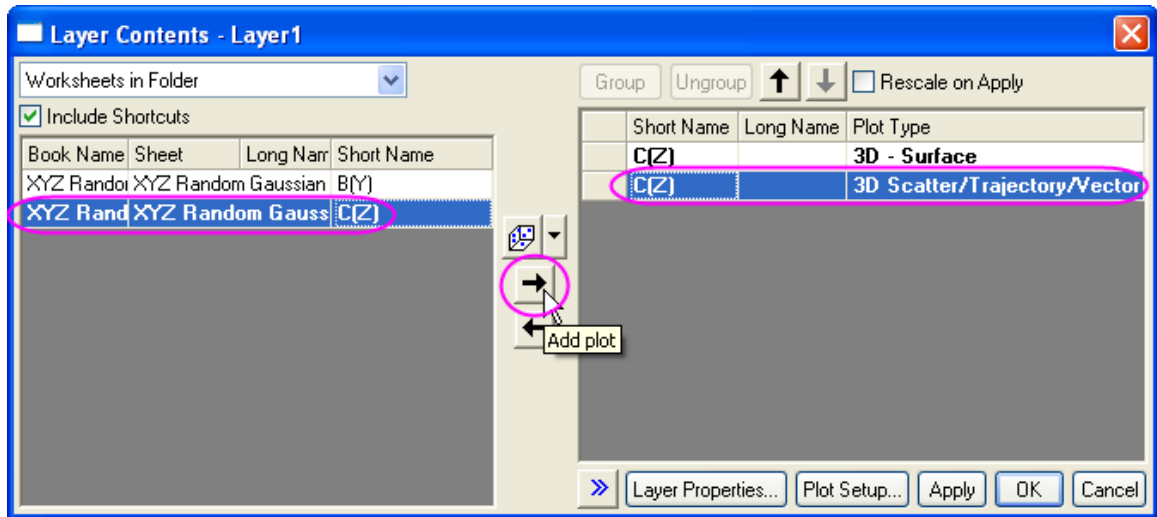 Layer Contents - Layer1
Worksheets in Folder
Include Shortcuts
Book Name Sheet Long Nam Short Name
XYZ Randor XYZ Random Gaussian B(Y)
XYZ Rand XYZ Random Gauss C(Z)
Add plot
Group Ungroup Rescale on Apply
Short Name Long Name Plot Type
C(Z) 3D - Surface
C(Z) 3D Scatter/Trajectory/Vector
Layer Properties... Plot Setup... Apply OK Cancel